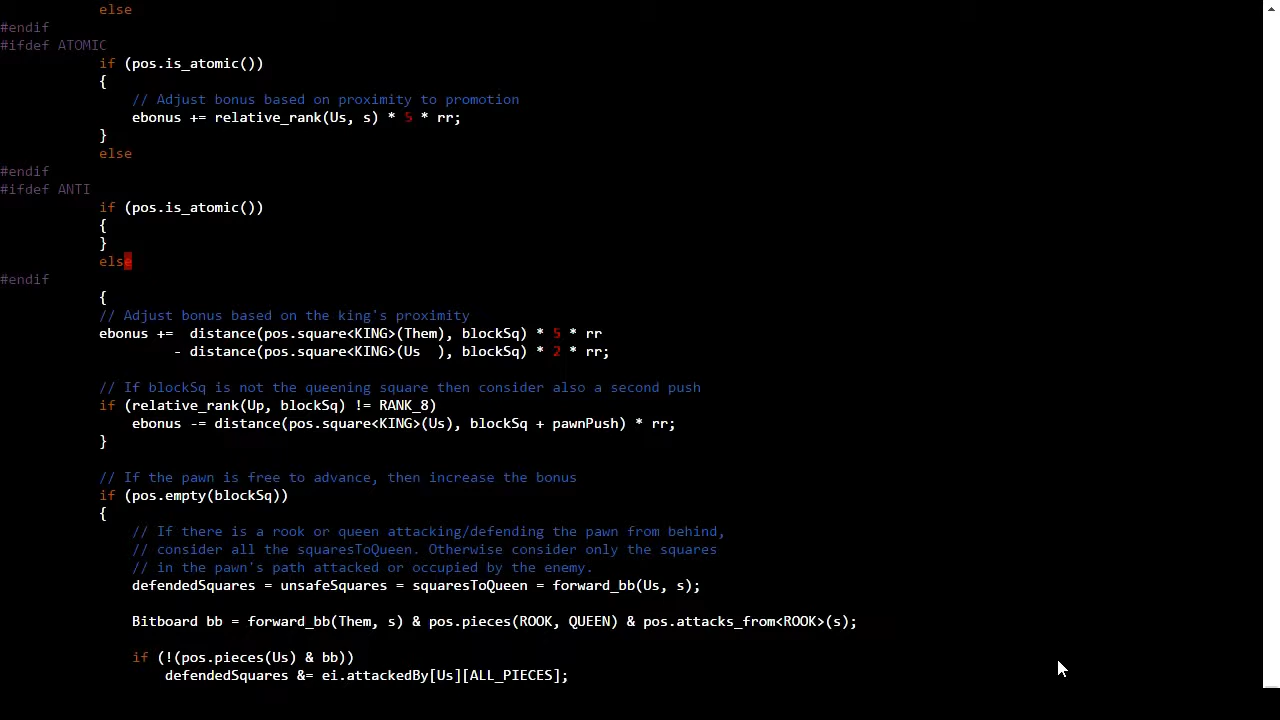 else
#endif
#ifdef ATOMIC
            if (pos.is_atomic())
            {
                // Adjust bonus based on proximity to promotion
                ebonus += relative_rank(Us, s) * 5 * rr;
            }
            else
#endif
#ifdef ANTI
            if (pos.is_atomic())
            {
            }
            else
#endif
            {
            // Adjust bonus based on the king's proximity
            ebonus +=  distance(pos.square<KING>(Them), blockSq) * 5 * rr
                     - distance(pos.square<KING>(Us  ), blockSq) * 2 * rr;

            // If blockSq is not the queening square then consider also a second push
            if (relative_rank(Up, blockSq) != RANK_8)
                ebonus -= distance(pos.square<KING>(Us), blockSq + pawnPush) * rr;
            }

            // If the pawn is free to advance, then increase the bonus
            if (pos.empty(blockSq))
            {
                // If there is a rook or queen attacking/defending the pawn from behind,
                // consider all the squaresToQueen. Otherwise consider only the squares
                // in the pawn's path attacked or occupied by the enemy.
                defendedSquares = unsafeSquares = squaresToQueen = forward_bb(Us, s);

                Bitboard bb = forward_bb(Them, s) & pos.pieces(ROOK, QUEEN) & pos.attacks_from<ROOK>(s);

                if (!(pos.pieces(Us) & bb))
                    defendedSquares &= ei.attackedBy[Us][ALL_PIECES];